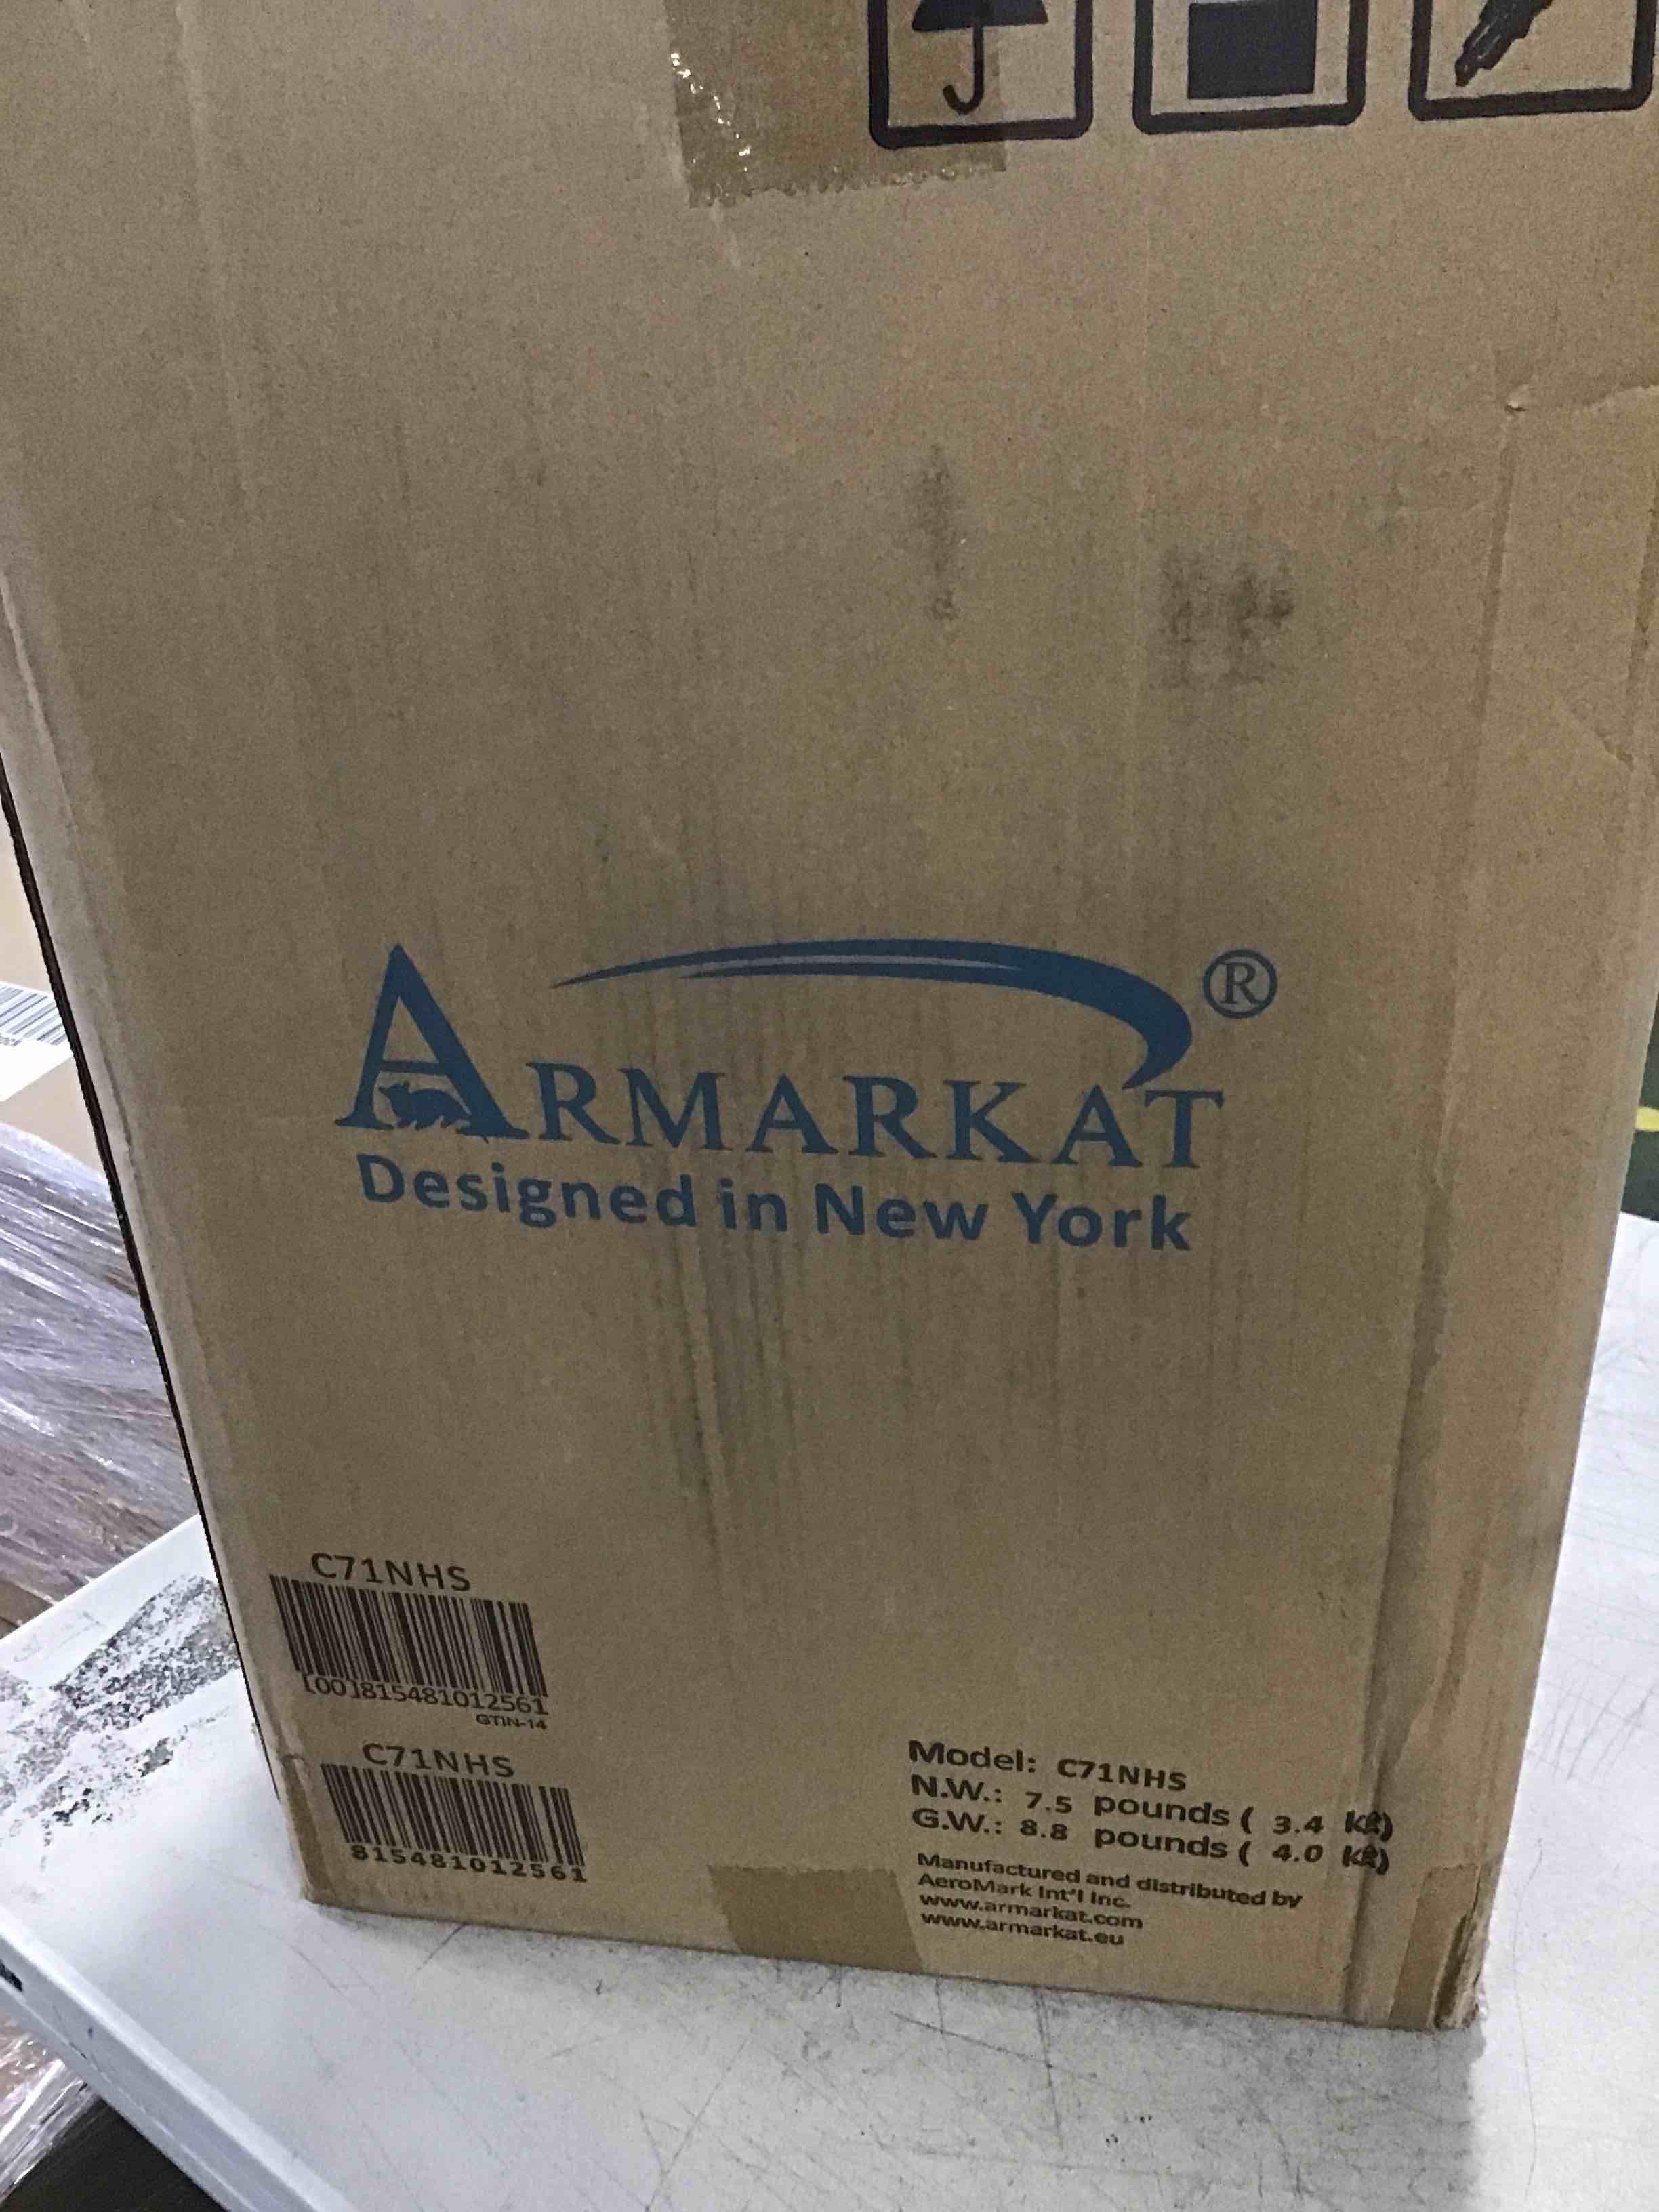 ARMARKAT®
Designed in New York
C71NHS
[00]815481012561
GTIN-14
C71NHS
815481012561
Model: C71NHS
N.W.: 7.5 pounds ( 3.4 kg)
G.W.: 8.8 pounds ( 4.0 kg)
Manufactured and distributed by
AeroMark Int'l Inc.
www.armarkat.com
www.armarkat.eu